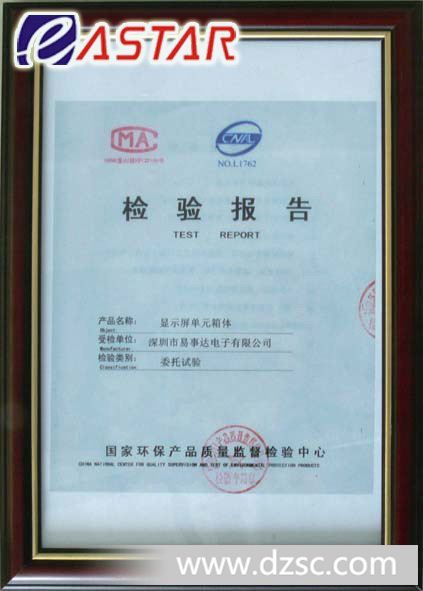 EASTAR
CMA
CNAL
NO.L1762
检 验 报 告
TEST REPORT
产品名称: 显示屏单元箱体
Object:
受检单位: 深圳市易事达电子有限公司
Manufacturer:
检验类别: 委托试验
Classification:
国家环保产品质量监督检验中心
CHINA NATIONAL CENTER FOR QUALITY SUPERVISION AND TEST OF ENVIRONMENTAL PROTECTION PRODUCTS
www.dzsc.com